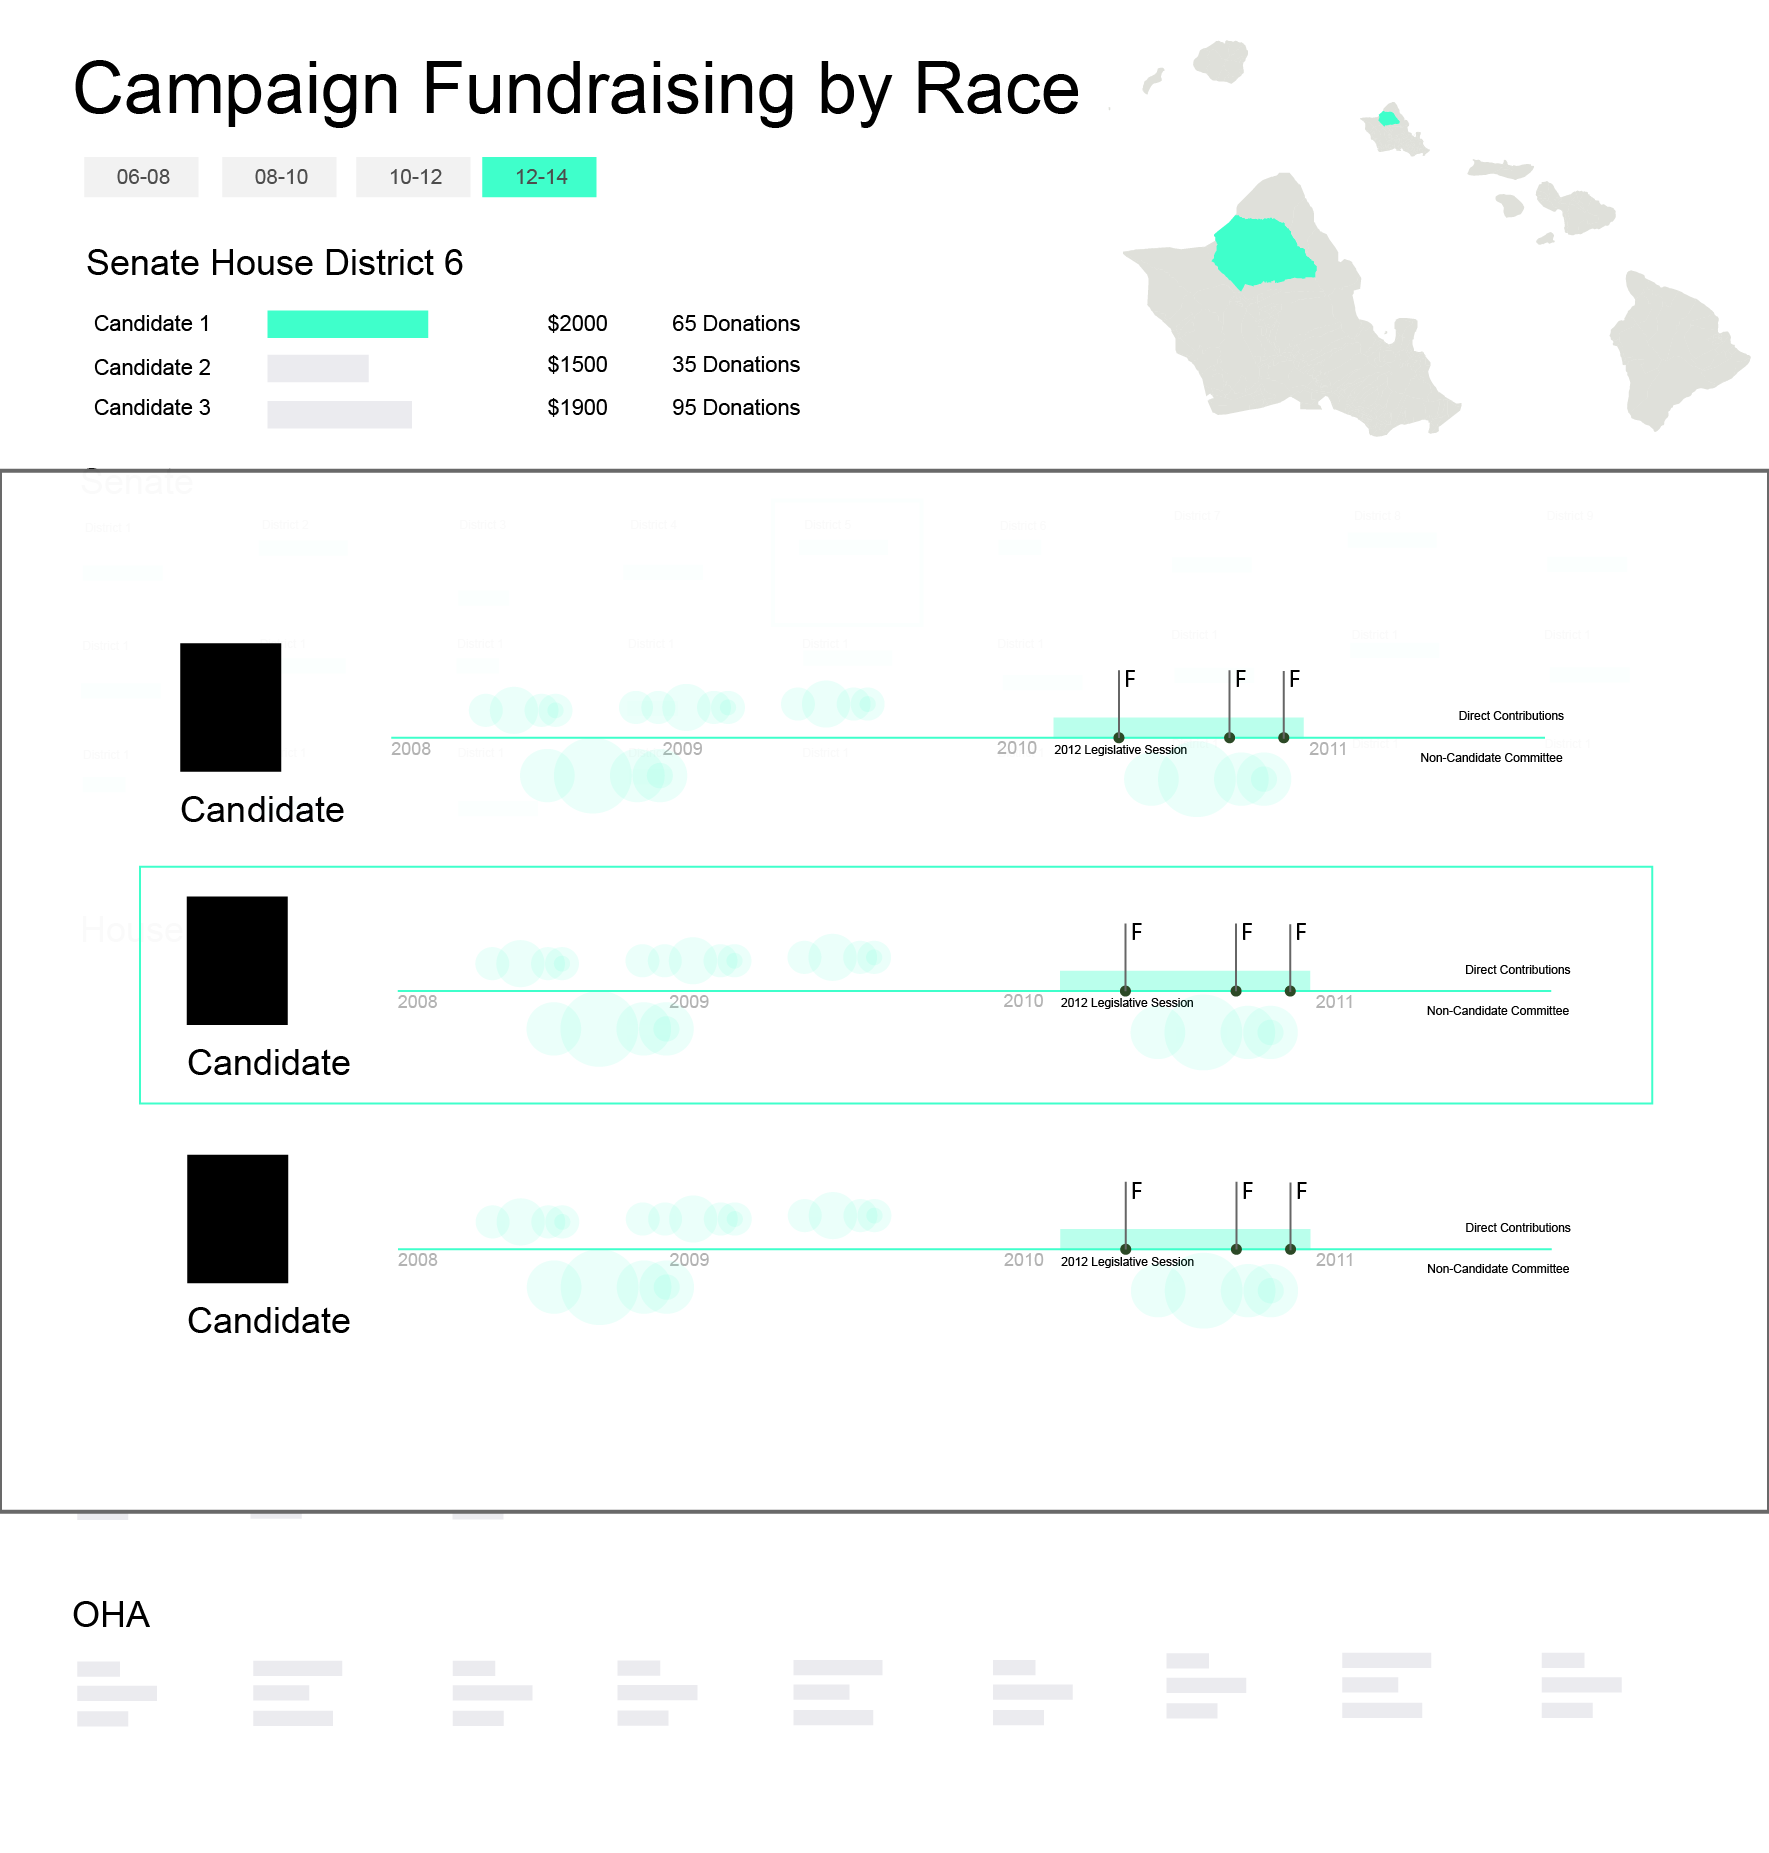 Campaign Fundraising by Race
06-08 08-10 10-12 12-14
Senate House District 6
Candidate 1 $2000 65 Donations
Candidate 2 $1500 35 Donations
Candidate 3 $1900 95 Donations
Senate
F F F
Direct Contributions
2008 2009 2010 2012 Legislative Session 2011
Non-Candidate Committee
Candidate
House
F F F
Direct Contributions
2008 2009 2010 2012 Legislative Session 2011
Non-Candidate Committee
Candidate
F F F
Direct Contributions
2008 2009 2010 2012 Legislative Session 2011
Non-Candidate Committee
Candidate
OHA